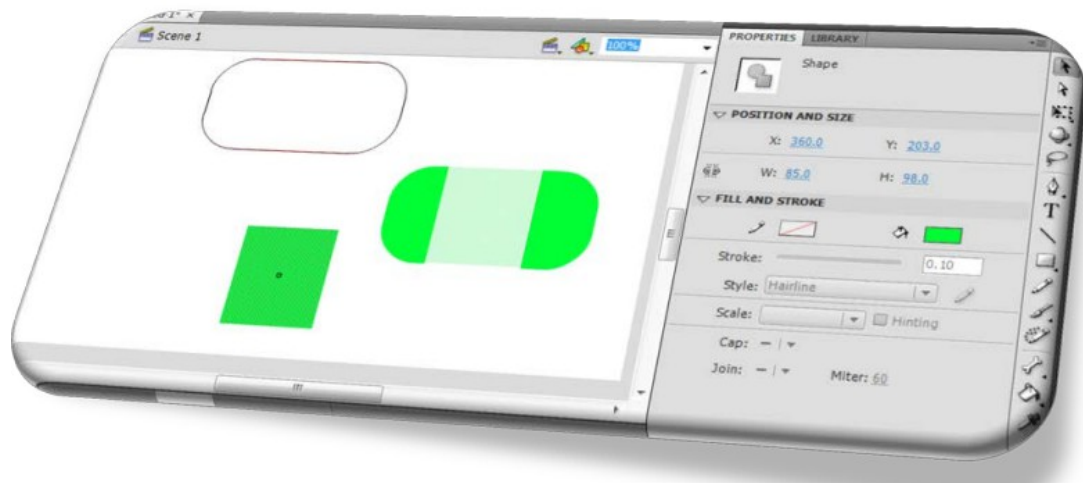 Scene 1
100%
PROPERTIES LIBRARY
Shape
POSITION AND SIZE
X: 360.0 Y: 203.0
W: 85.0 H: 98.0
FILL AND STROKE
Stroke: 0.10
Style: Hairline
Scale: Hinting
Cap:
Join: Miter: 60
T